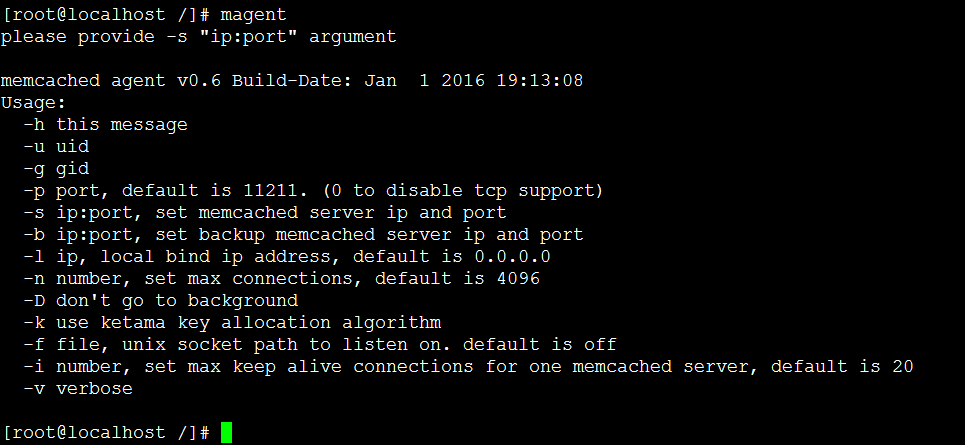 [root@localhost /]# magent
please provide -s "ip:port" argument
memcached agent v0.6 Build-Date: Jan  1 2016 19:13:08
Usage:
  -h this message
  -u uid
  -g gid
  -p port, default is 11211. (0 to disable tcp support)
  -s ip:port, set memcached server ip and port
  -b ip:port, set backup memcached server ip and port
  -l ip, local bind ip address, default is 0.0.0.0
  -n number, set max connections, default is 4096
  -D don't go to background
  -k use ketama key allocation algorithm
  -f file, unix socket path to listen on. default is off
  -i number, set max keep alive connections for one memcached server, default is 20
  -v verbose
[root@localhost /]#